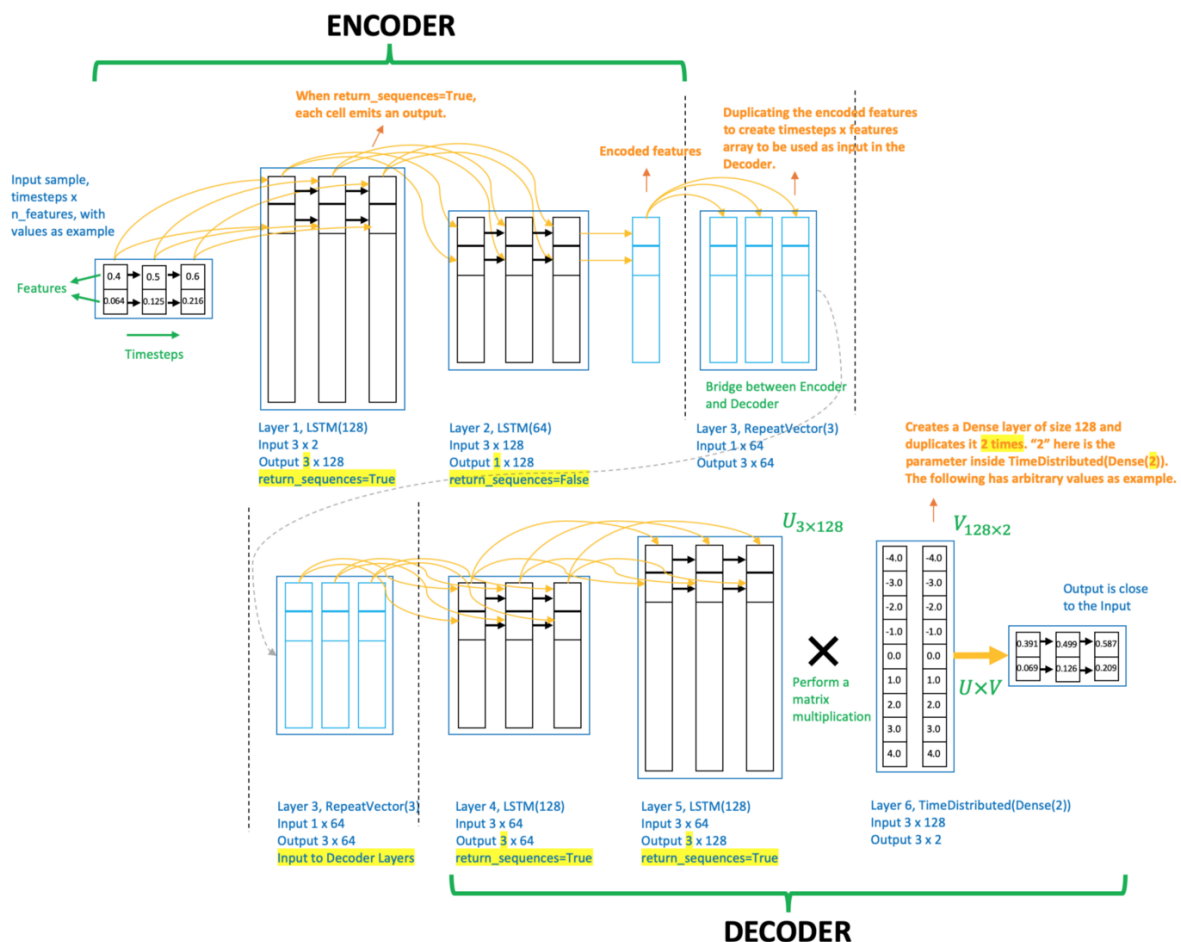 ENCODER
When return_sequences=True,
each cell emits an output.
Duplicating the encoded features
to create timesteps x features
array to be used as input in the
Decoder.
Encoded features
Input sample,
timesteps x
n_features, with
values as example
Features
0.4
0.5
0.6
0.064
0.125
0.216
Timesteps
Bridge between Encoder
and Decoder
Layer 1, LSTM(128)
Input 3 x 2
Output 3 x 128
return_sequences=True
Layer 2, LSTM(64)
Input 3 x 128
Output 1 x 128
return_sequences=False
Layer 3, RepeatVector(3)
Input 1 x 64
Output 3 x 64
Creates a Dense layer of size 128 and
duplicates it 2 times. “2” here is the
parameter inside TimeDistributed(Dense(2)).
The following has arbitrary values as example.
U3×128
V128×2
-4.0 -4.0
-3.0 -3.0
-2.0 -2.0
-1.0 -1.0
0.0 0.0
1.0 1.0
2.0 2.0
3.0 3.0
4.0 4.0
Perform a
matrix
multiplication
U×V
Output is close
to the Input
0.391 0.499 0.587
0.069 0.126 0.209
Layer 3, RepeatVector(3)
Input 1 x 64
Output 3 x 64
Input to Decoder Layers
Layer 4, LSTM(128)
Input 3 x 64
Output 3 x 64
return_sequences=True
Layer 5, LSTM(128)
Input 3 x 64
Output 3 x 128
return_sequences=True
Layer 6, TimeDistributed(Dense(2))
Input 3 x 128
Output 3 x 2
DECODER